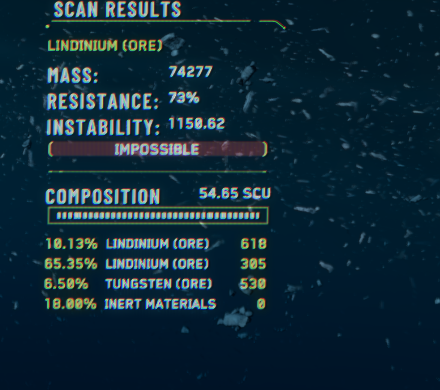 SCAN RESULTS
LINDINIUM (ORE)
MASS: 74277
RESISTANCE: 73%
INSTABILITY: 1150.62
IMPOSSIBLE
COMPOSITION 54.65 SCU
10.13% LINDINIUM (ORE) 618
65.35% LINDINIUM (ORE) 305
6.50% TUNGSTEN (ORE) 530
18.00% INERT MATERIALS 0